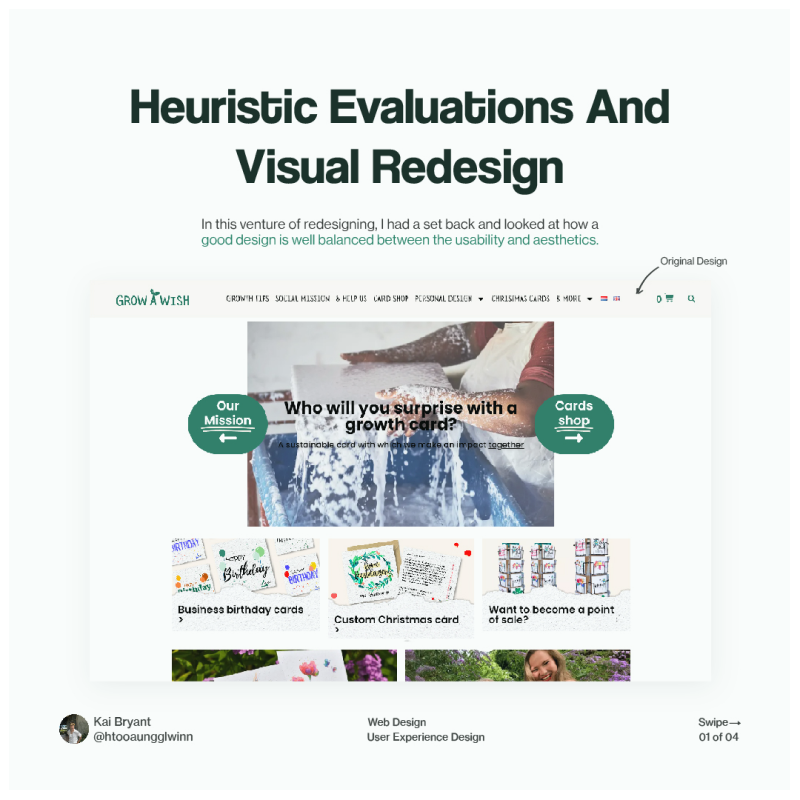 Heuristic Evaluations And
Visual Redesign
In this venture of redesigning, I had a set back and looked at how a
good design is well balanced between the usability and aesthetics.
Original Design
GROW A WISH
GROWTH TIPS SOCIAL MISSION & HELP US CARD SHOP PERSONAL DESIGN CHRISTMAS CARDS & MORE 0
Our
Mission
Who will you surprise with a
growth card?
A sustainable card with which we make an impact together
Cards
shop
BIRTHDAY
HAPPY
Birthday
BIRTHDAY
Business birthday cards
>
Custom Christmas card
>
Want to become a point
of sale?
Kai Bryant
@htooaungglwinn
Web Design
User Experience Design
Swipe→
01 of 04